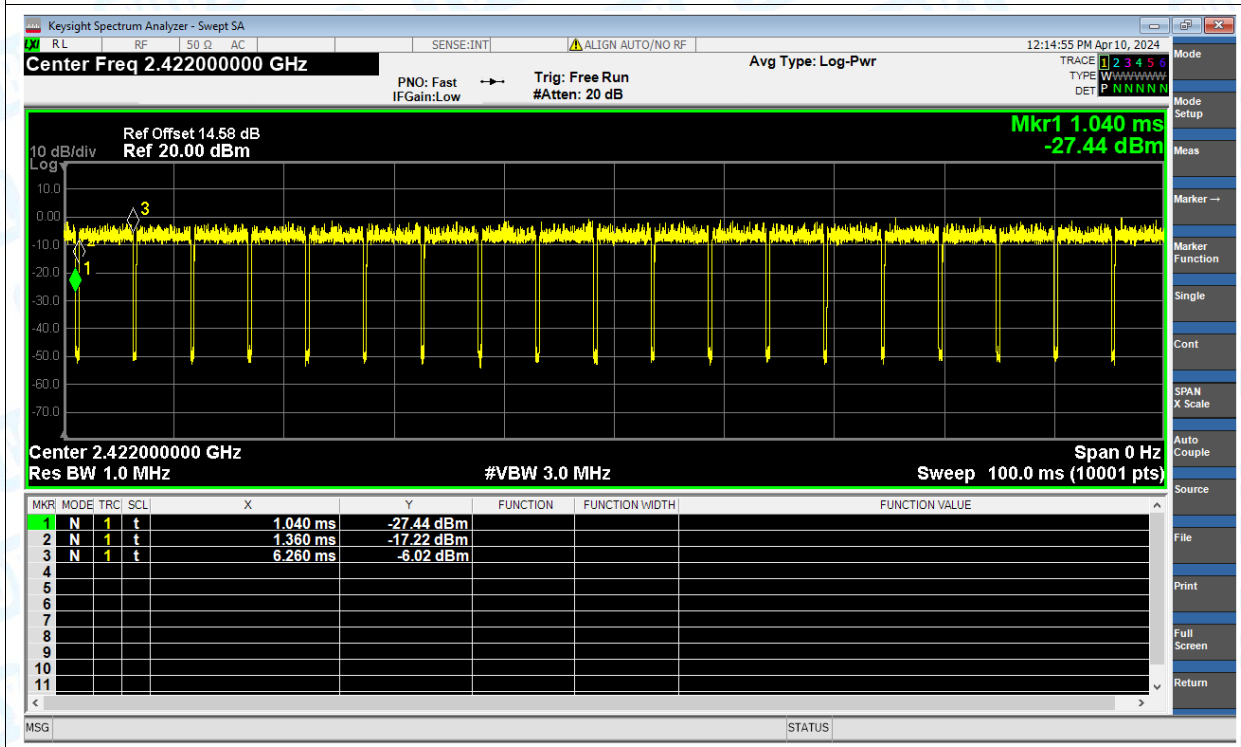 Keysight Spectrum Analyzer - Swept SA
LXI RL RF 50 Ω AC SENSE:INT ALIGN AUTO/NO RF 12:14:55 PM Apr 10, 2024
Center Freq 2.422000000 GHz
PNO: Fast
IFGain:Low
Trig: Free Run
#Atten: 20 dB
Avg Type: Log-Pwr
TRACE 1 2 3 4 5 6
TYPE WWWWWW
DET P N N N N N
Mkr1 1.040 ms
-27.44 dBm
Ref Offset 14.58 dB
10 dB/div Ref 20.00 dBm
Log
10.0
0.00
-10.0
-20.0
-30.0
-40.0
-50.0
-60.0
-70.0
3
2
1
Center 2.422000000 GHz Span 0 Hz
Res BW 1.0 MHz #VBW 3.0 MHz Sweep 100.0 ms (10001 pts)
MKR MODE TRC SCL X Y FUNCTION FUNCTION WIDTH FUNCTION VALUE
1 N 1 t 1.040 ms -27.44 dBm
2 N 1 t 1.360 ms -17.22 dBm
3 N 1 t 6.260 ms -6.02 dBm
4
5
6
7
8
9
10
11
MSG STATUS
Mode
Mode
Setup
Meas
Marker →
Marker
Function
Single
Cont
SPAN
X Scale
Auto
Couple
Source
File
Print
Full
Screen
Return